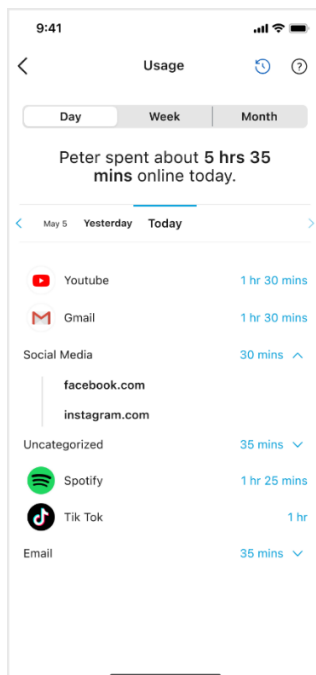 9:41
Usage
Day Week Month
Peter spent about 5 hrs 35
mins online today.
May 5 Yesterday Today
Youtube 1 hr 30 mins
Gmail 1 hr 30 mins
Social Media 30 mins
facebook.com
instagram.com
Uncategorized 35 mins
Spotify 1 hr 25 mins
Tik Tok 1 hr
Email 35 mins